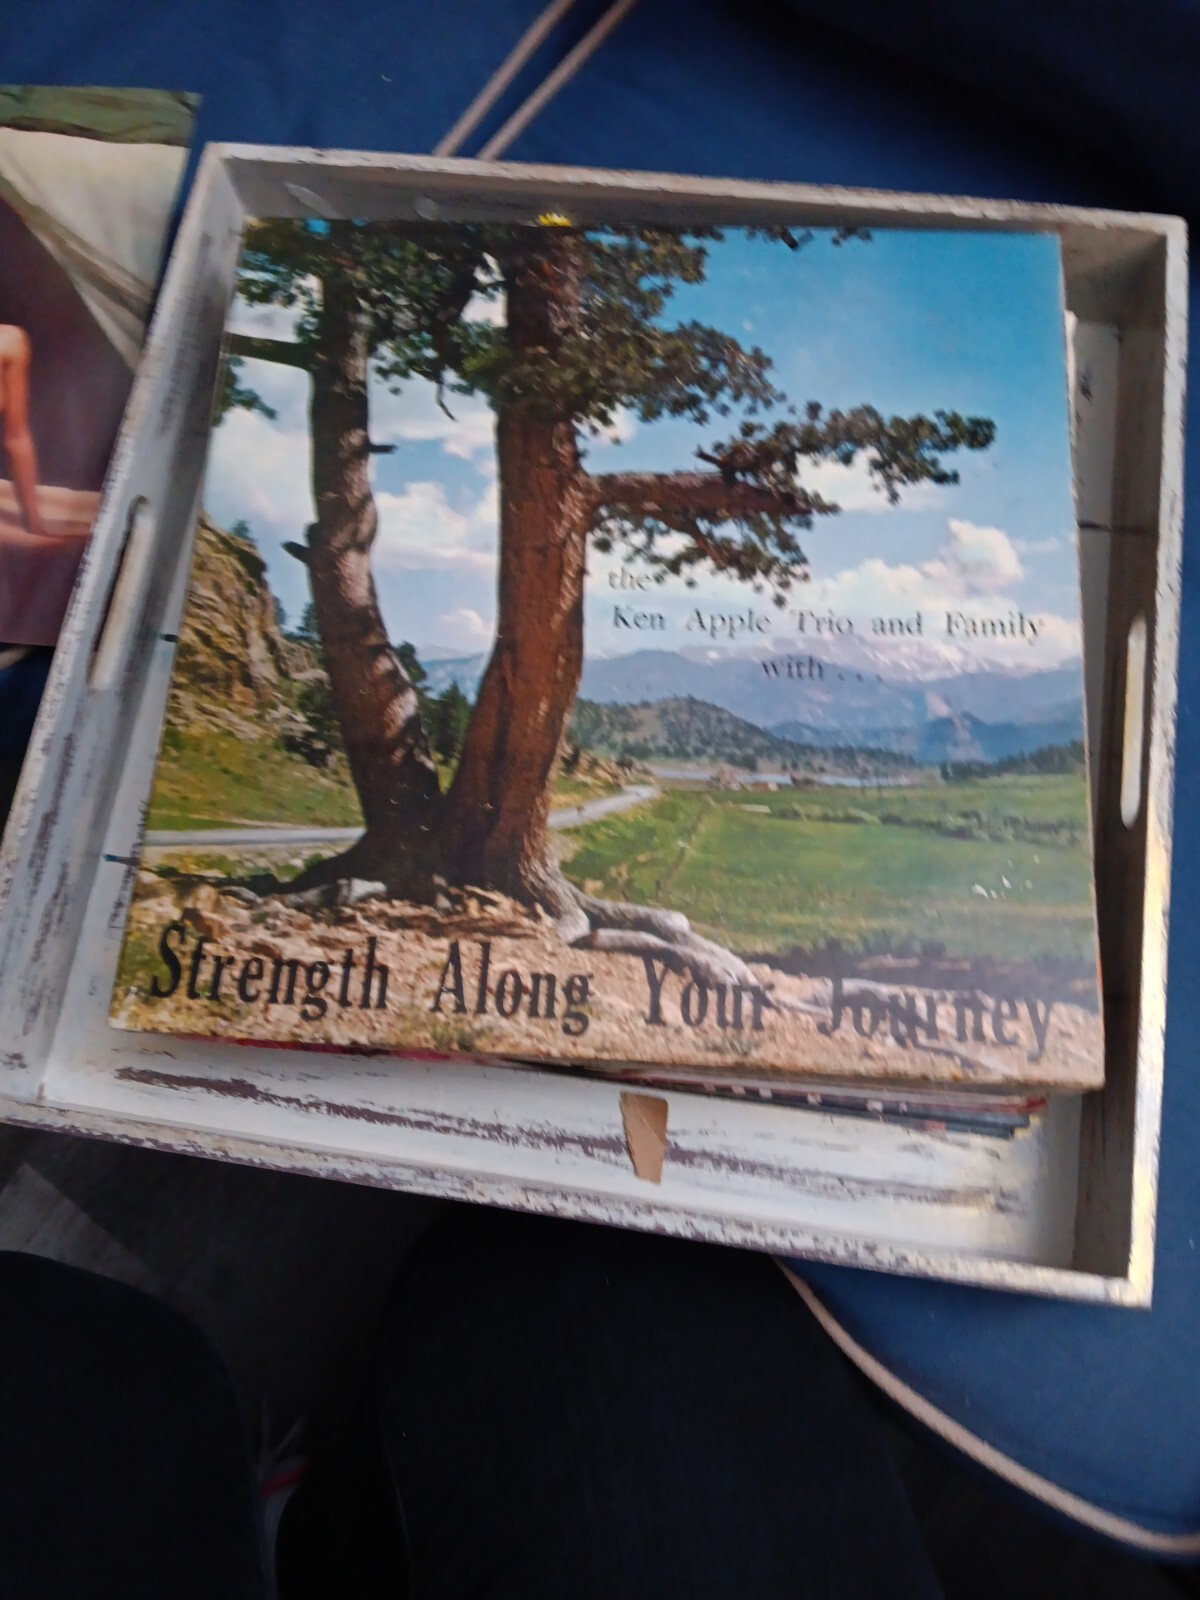 the
Ken Apple Trio and Family
with . . .
Strength Along Your Journey